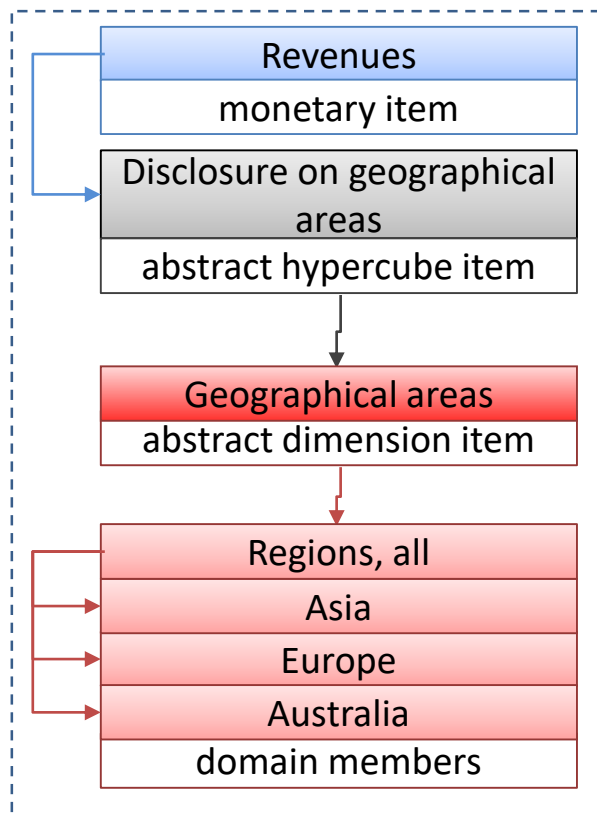 Revenues
monetary item
Disclosure on geographical
areas
abstract hypercube item
Geographical areas
abstract dimension item
Regions, all
Asia
Europe
Australia
domain members